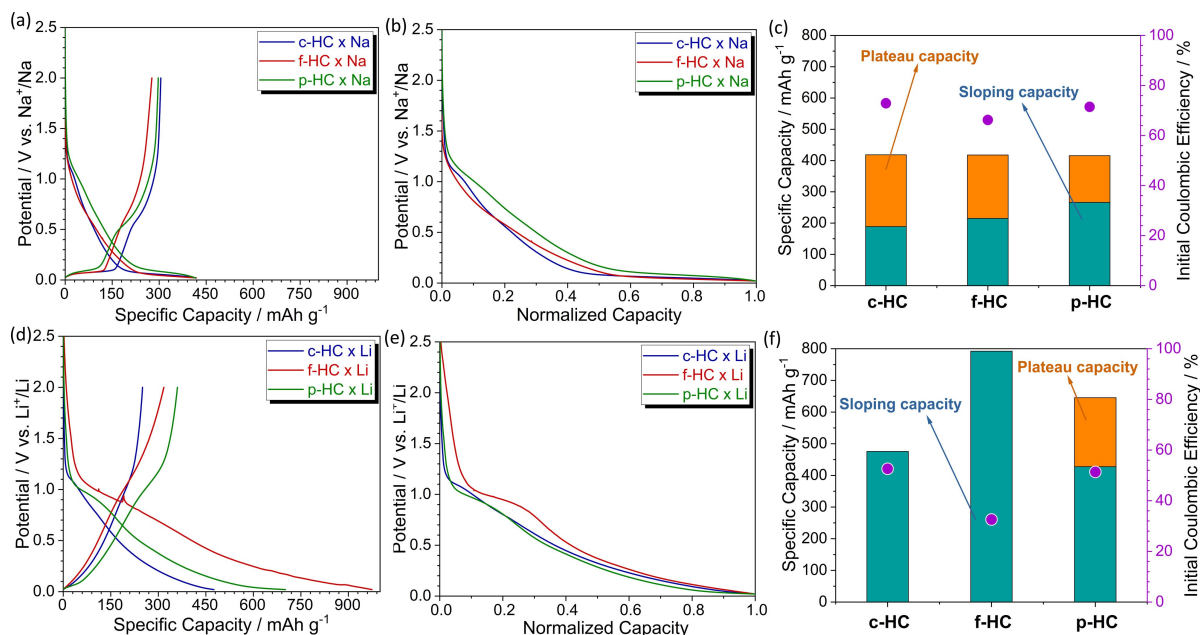 (a)
2.5
2.0
1.5
1.0
0.5
0.0
Potential / V vs. Na⁺/Na
c-HC x Na
f-HC x Na
p-HC x Na
0 150 300 450 600 750 900
Specific Capacity / mAh g⁻¹
(b)
2.5
2.0
1.5
1.0
0.5
0.0
Potential / V vs. Na⁺/Na
c-HC x Na
f-HC x Na
p-HC x Na
0.0 0.2 0.4 0.6 0.8 1.0
Normalized Capacity
(c)
800
700
600
500
400
300
200
100
0
Specific Capacity / mAh g⁻¹
Plateau capacity
Sloping capacity
100
80
60
40
20
0
Initial Coulombic Efficiency / %
c-HC f-HC p-HC
(d)
2.5
2.0
1.5
1.0
0.5
0.0
Potential / V vs. Li⁺/Li
c-HC x Li
f-HC x Li
p-HC x Li
0 150 300 450 600 750 900
Specific Capacity / mAh g⁻¹
(e)
2.5
2.0
1.5
1.0
0.5
0.0
Potential / V vs. Li⁺/Li
c-HC x Li
f-HC x Li
p-HC x Li
0.0 0.2 0.4 0.6 0.8 1.0
Normalized Capacity
(f)
800
700
600
500
400
300
200
100
0
Specific Capacity / mAh g⁻¹
Plateau capacity
Sloping capacity
100
80
60
40
20
0
Initial Coulombic Efficiency / %
c-HC f-HC p-HC